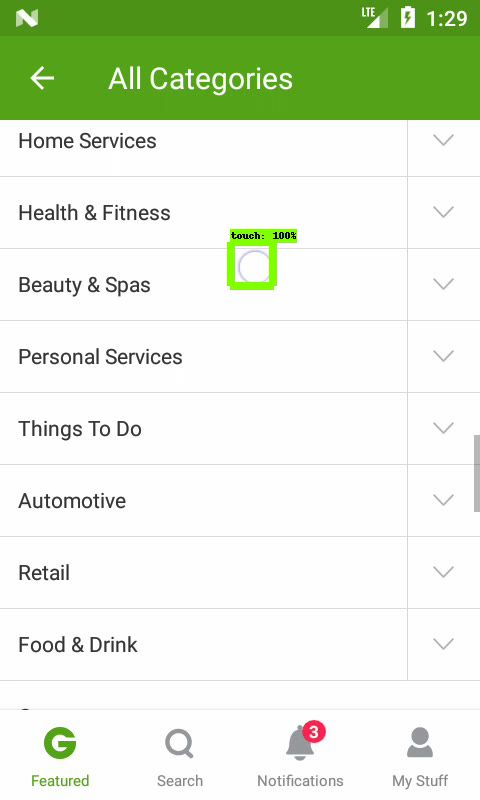 LTE
1:29
All Categories
Home Services
Health & Fitness
touch: 100%
Beauty & Spas
Personal Services
Things To Do
Automotive
Retail
Food & Drink
G
3
Featured
Search
Notifications
My Stuff